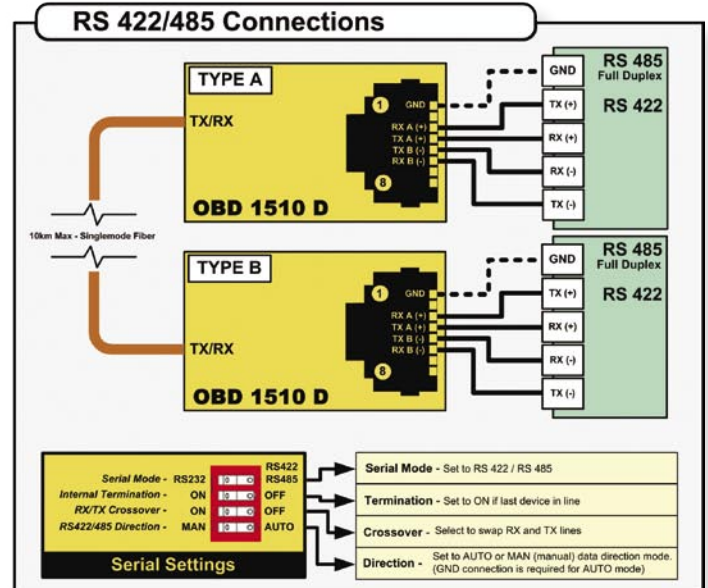 RS 422/485 Connections
TYPE A
TX/RX
1
GND
RX A (+)
TX A (+)
TX B (-)
RX B (-)
8
OBD 1510 D
GND
TX (+)
RX (+)
RX (-)
TX (-)
RS 485
Full Duplex
RS 422
10km Max - Singlemode Fiber
TYPE B
TX/RX
1
GND
RX A (+)
TX A (+)
TX B (-)
RX B (-)
8
OBD 1510 D
GND
TX (+)
RX (+)
RX (-)
TX (-)
RS 485
Full Duplex
RS 422
RS422
Serial Mode - RS232 RS485
Internal Termination - ON OFF
RX/TX Crossover - ON OFF
RS422/485 Direction - MAN AUTO
Serial Settings
Serial Mode - Set to RS 422 / RS 485
Termination - Set to ON if last device in line
Crossover - Select to swap RX and TX lines
Direction - Set to AUTO or MAN (manual) data direction mode.
(GND connection is required for AUTO mode)